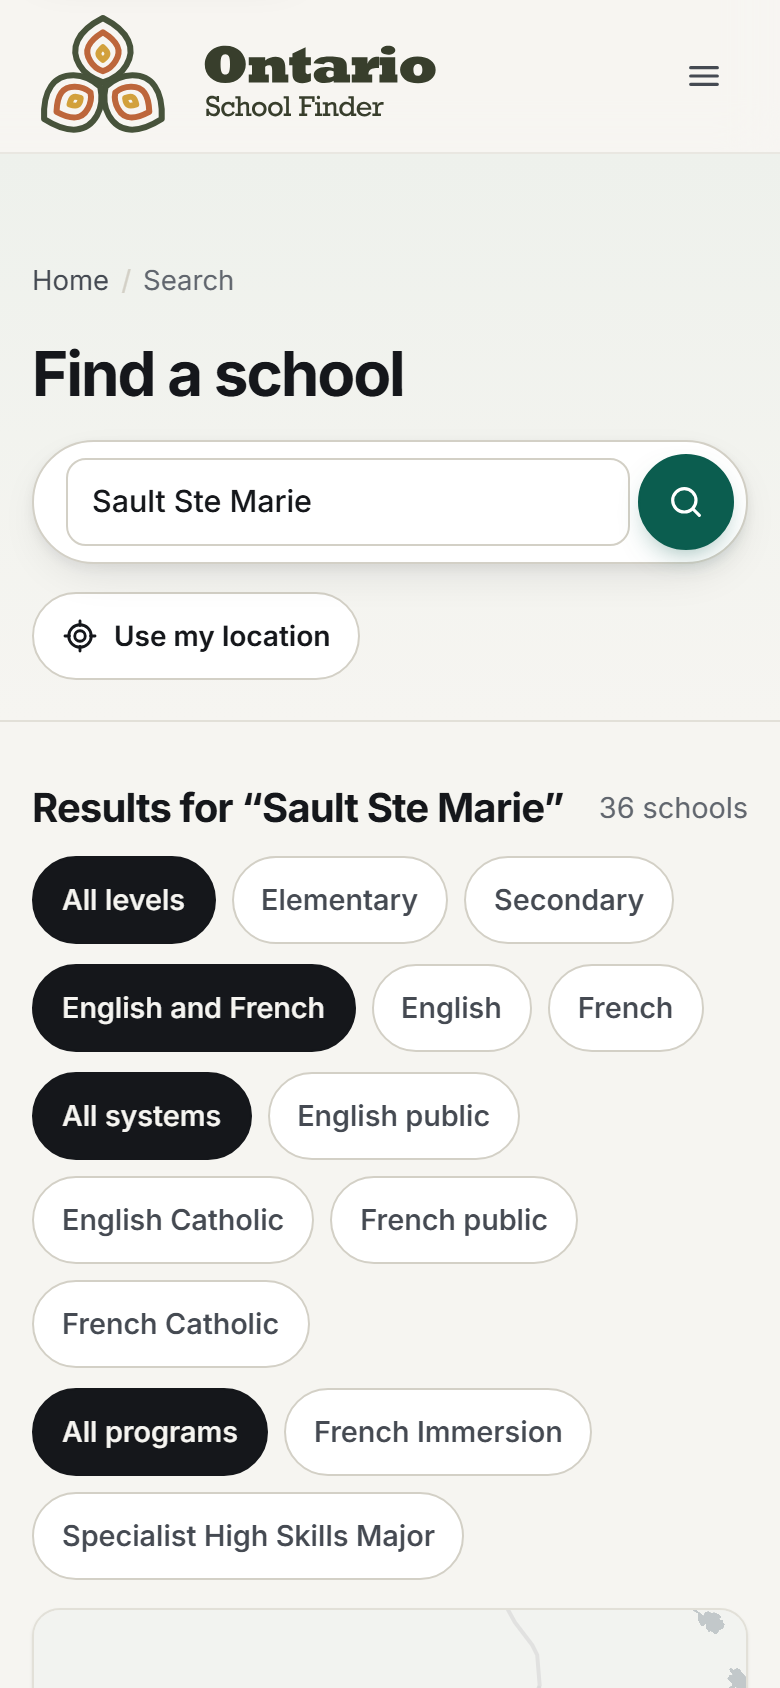 Ontario
School Finder
Home / Search
Find a school
Sault Ste Marie
Use my location
Results for “Sault Ste Marie” 36 schools
All levels Elementary Secondary
English and French English French
All systems English public
English Catholic French public
French Catholic
All programs French Immersion
Specialist High Skills Major